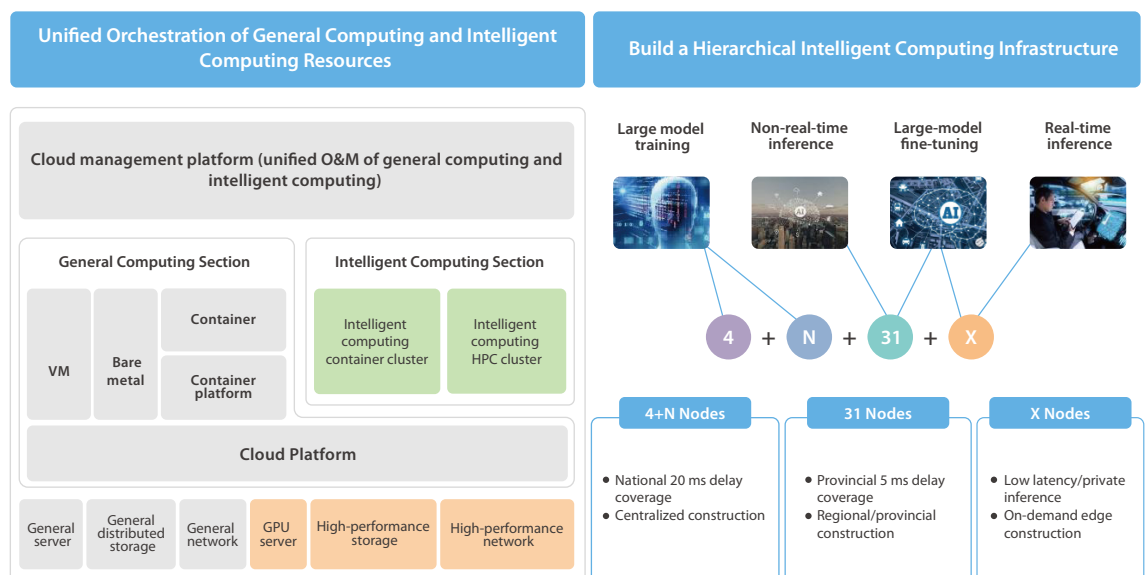 Unified Orchestration of General Computing and Intelligent
Computing Resources
Build a Hierarchical Intelligent Computing Infrastructure
Cloud management platform (unified O&M of general computing and
intelligent computing)
General Computing Section
VM
Bare
metal
Container
Container
platform
Intelligent Computing Section
Intelligent
computing
container cluster
Intelligent
computing
HPC cluster
Cloud Platform
General
server
General
distributed
storage
General
network
GPU
server
High-performance
storage
High-performance
network
Large model
training
Non-real-time
inference
Large-model
fine-tuning
Real-time
inference
AI
AI
4 + N + 31 + X
4+N Nodes
● National 20 ms delay
coverage
● Centralized construction
31 Nodes
● Provincial 5 ms delay
coverage
● Regional/provincial
construction
X Nodes
● Low latency/private
inference
● On-demand edge
construction